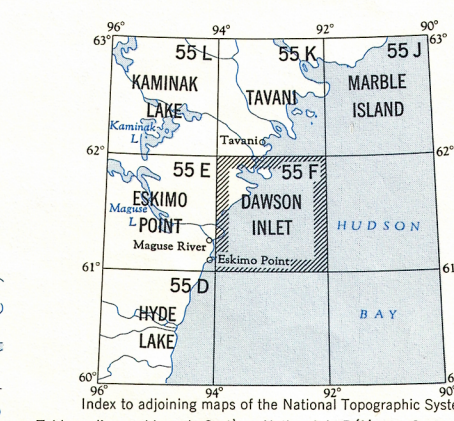 96° 94° 92° 90°
63° 55 L 55 K 55 J 63°
KAMINAK TAVANI MARBLE
LAKE ISLAND
Kaminak
L.
Tavani
62° 62°
55 E 55 F
ESKIMO DAWSON
Maguse
L. POINT INLET HUDSON
Maguse River
Eskimo Point
61° 61°
55 D
HYDE BAY
LAKE
60°
96° 94° 92° 90°
Index to adjoining maps of the National Topographic Syste